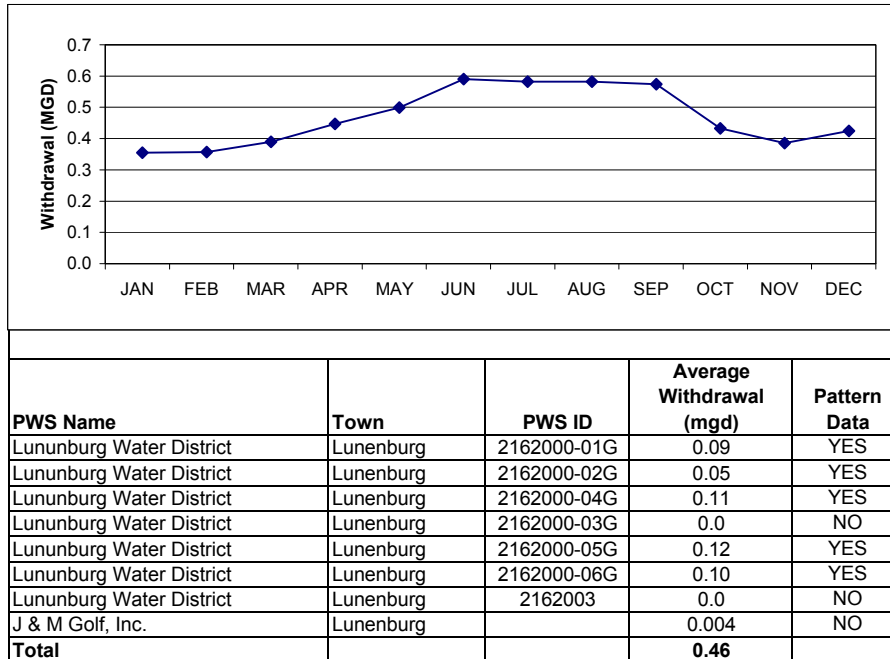 0.7
0.6
0.5
0.4
0.3
0.2
0.1
0.0
Withdrawal (MGD)
JAN FEB MAR APR MAY JUN JUL AUG SEP OCT NOV DEC
PWS Name Town PWS ID Average Withdrawal (mgd) Pattern Data
Lununburg Water District Lunenburg 2162000-01G 0.09 YES
Lununburg Water District Lunenburg 2162000-02G 0.05 YES
Lununburg Water District Lunenburg 2162000-04G 0.11 YES
Lununburg Water District Lunenburg 2162000-03G 0.0 NO
Lununburg Water District Lunenburg 2162000-05G 0.12 YES
Lununburg Water District Lunenburg 2162000-06G 0.10 YES
Lununburg Water District Lunenburg 2162003 0.0 NO
J & M Golf, Inc. Lunenburg 0.004 NO
Total 0.46